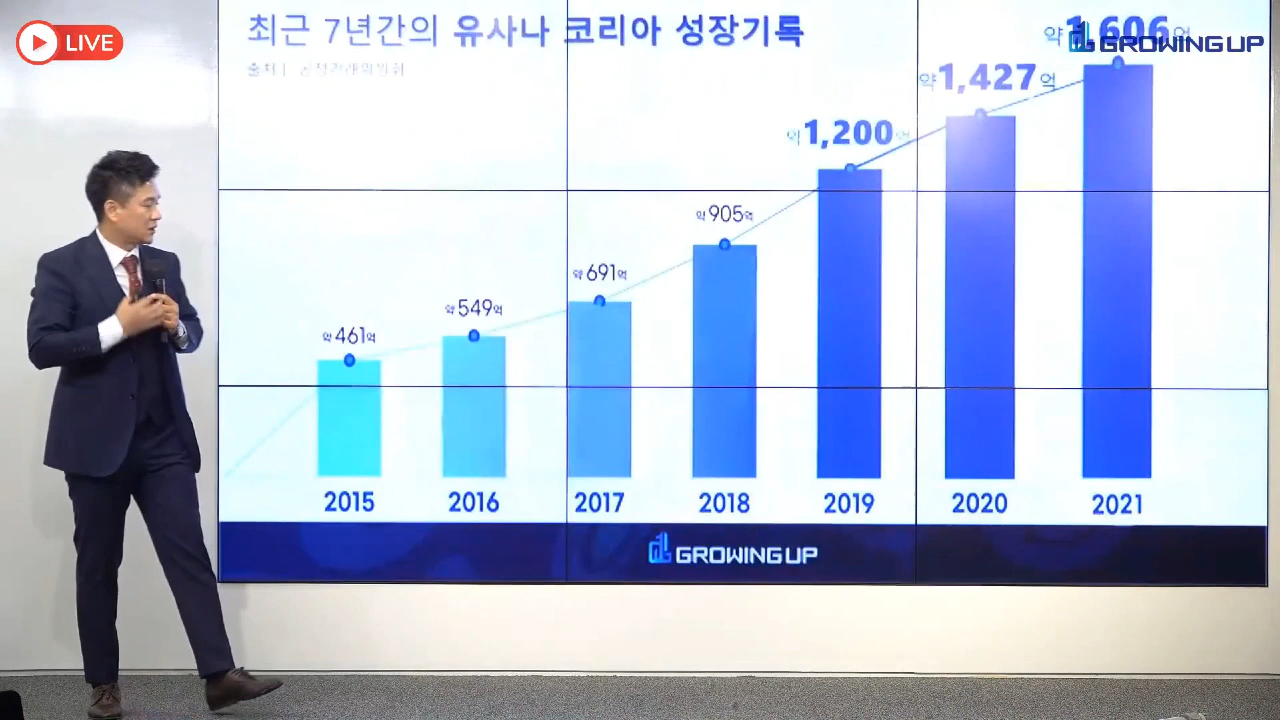 LIVE
최근 7년간의 유사나 코리아 성장기록
GROWING UP
약1,606억
약1,427억
약1,200억
약905억
약691억
약549억
약461억
2015 2016 2017 2018 2019 2020 2021
GROWING UP